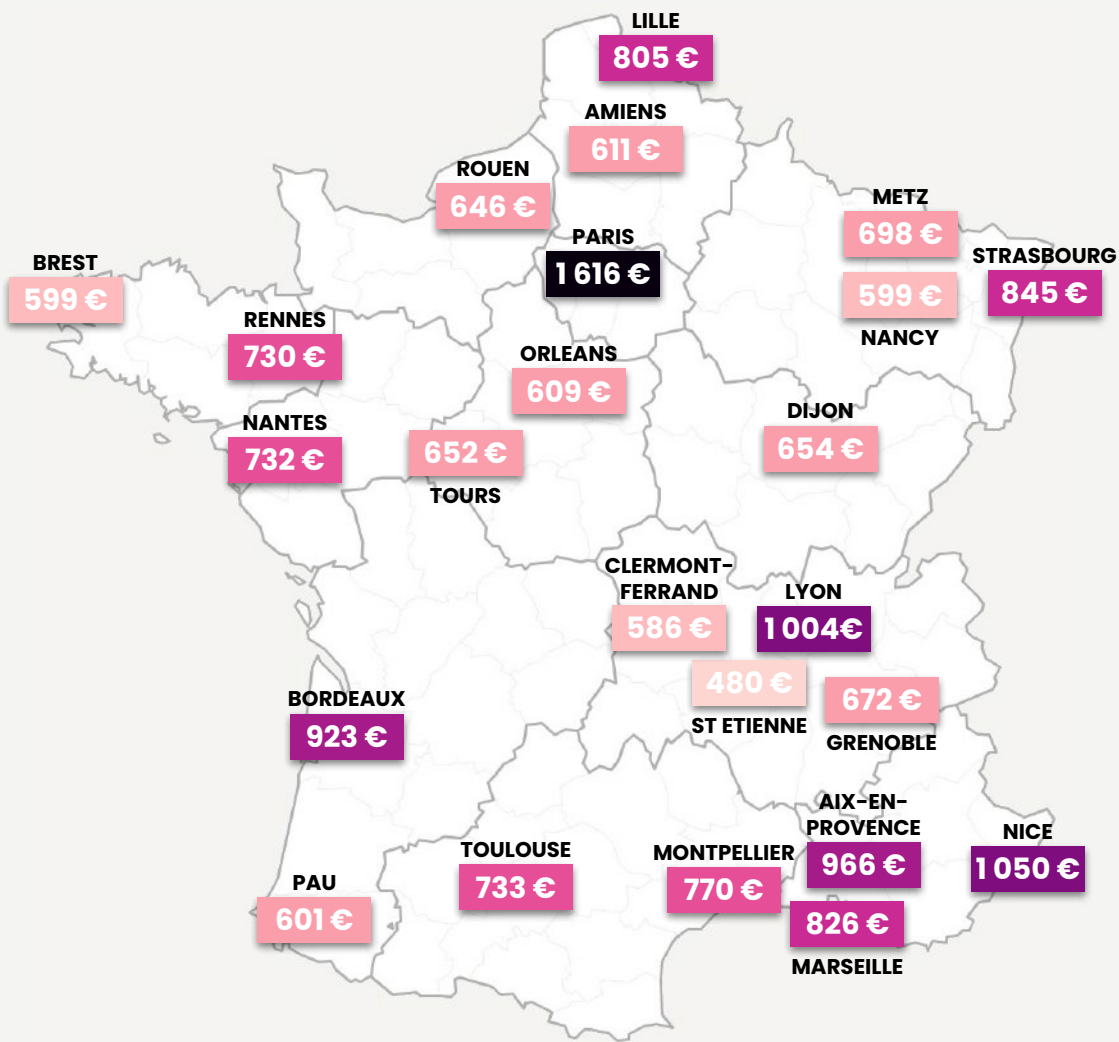 LILLE
805 €
AMIENS
611 €
ROUEN
646 €
METZ
698 €
PARIS
1 616 €
STRASBOURG
845 €
BREST
599 €
599 €
NANCY
RENNES
730 €
ORLEANS
609 €
NANTES
732 €
652 €
TOURS
DIJON
654 €
CLERMONT-
FERRAND
586 €
LYON
1 004€
480 €
ST ETIENNE
672 €
GRENOBLE
BORDEAUX
923 €
AIX-EN-
PROVENCE
966 €
NICE
1 050 €
TOULOUSE
733 €
MONTPELLIER
770 €
PAU
601 €
826 €
MARSEILLE